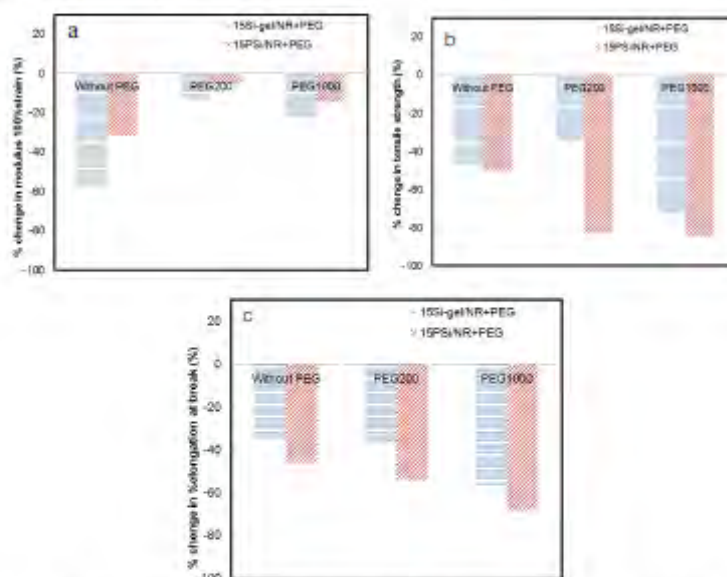 a
15Si-gel/NR+PEG
15PSi/NR+PEG
% change in modulus 100%strain (%)
20
0
-20
-40
-60
-80
-100
Without PEG
PEG200
PEG1000
b
15Si-gel/NR+PEG
15PSi/NR+PEG
% change in tensile strength (%)
20
0
-20
-40
-60
-80
-100
Without PEG
PEG200
PEG1000
c
15Si-gel/NR+PEG
15PSi/NR+PEG
% change in %elongation at break (%)
20
0
-20
-40
-60
-80
-100
Without PEG
PEG200
PEG1000